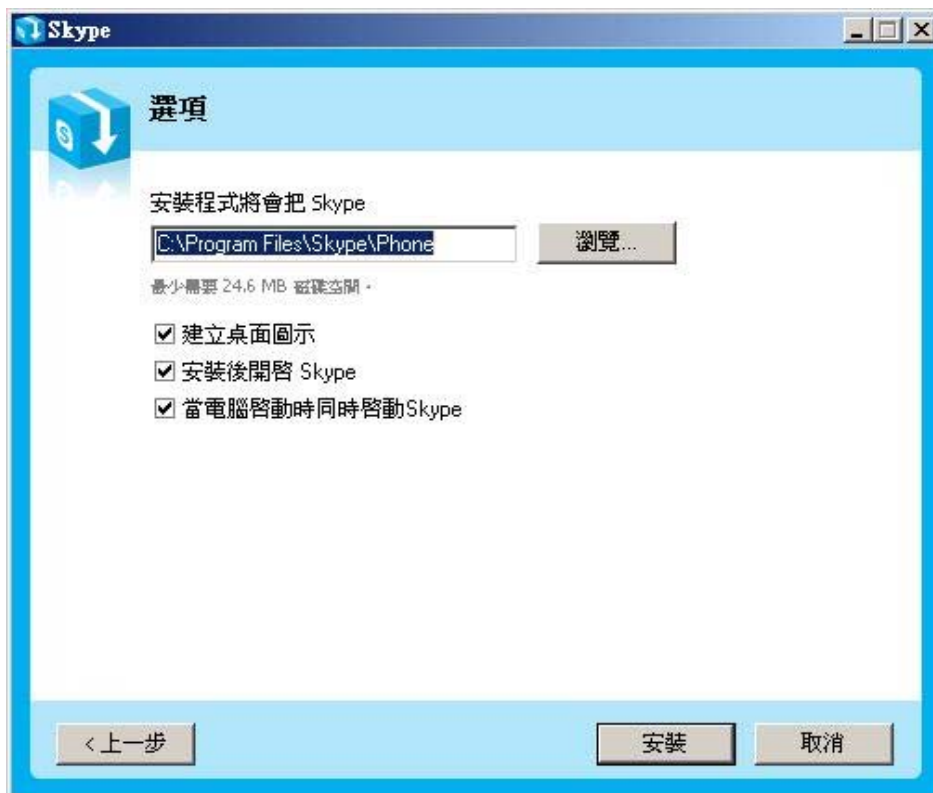 Skype
選項
安裝程式將會把 Skype
C:\Program Files\Skype\Phone
瀏覽...
最少需要 24.6 MB 磁碟空間。
建立桌面圖示
安裝後開啓 Skype
當電腦啓動時同時啓動Skype
<上一步
安裝
取消